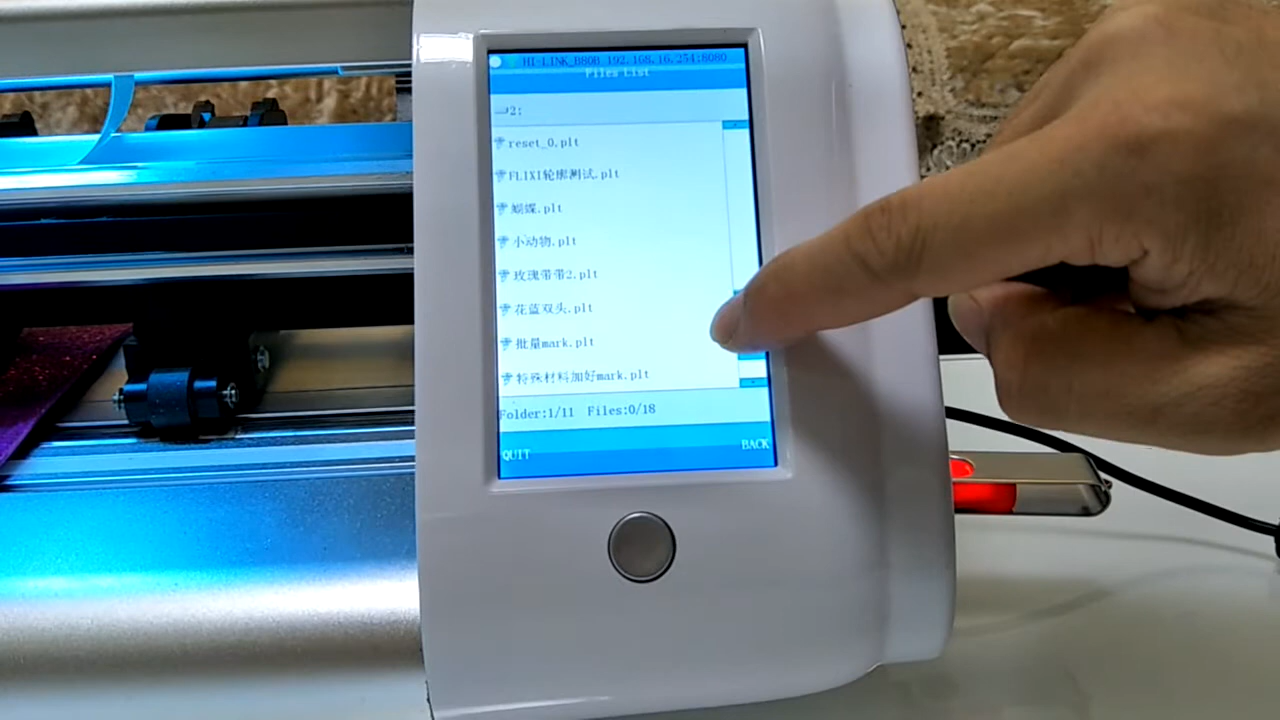 HI-LINK_B80B 192.168.16.254:8080
Files List
2:
reset_0.plt
FLIXI轮廓测试.plt
蝴蝶.plt
小动物.plt
玫瑰带带2.plt
花蓝双头.plt
批量mark.plt
特殊材料加好mark.plt
Folder:1/11 Files:0/18
QUIT BACK